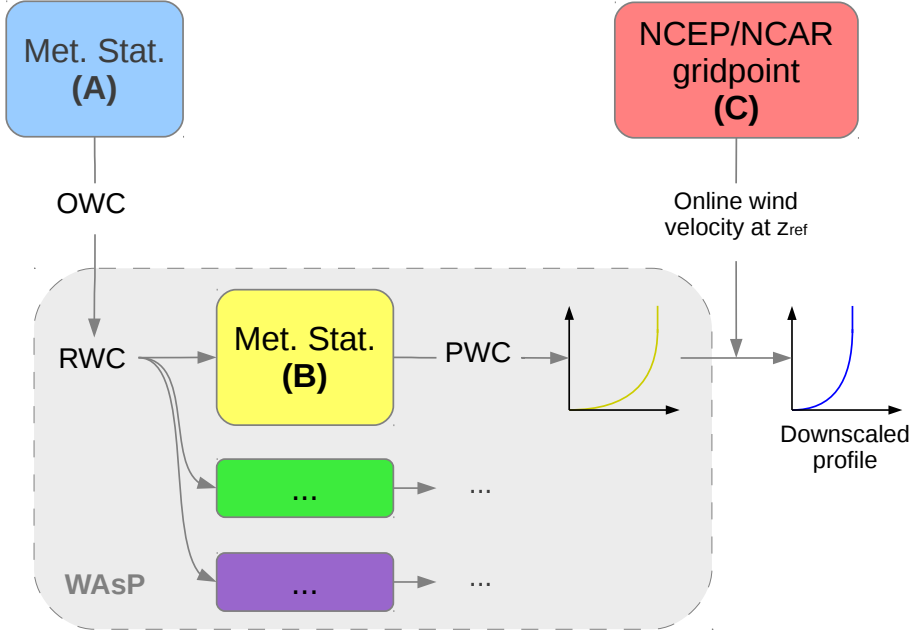 Met. Stat.
(A)
NCEP/NCAR
gridpoint
(C)
OWC
Online wind
velocity at zref
RWC
Met. Stat.
(B)
PWC
Downscaled
profile
...
...
...
...
WAsP